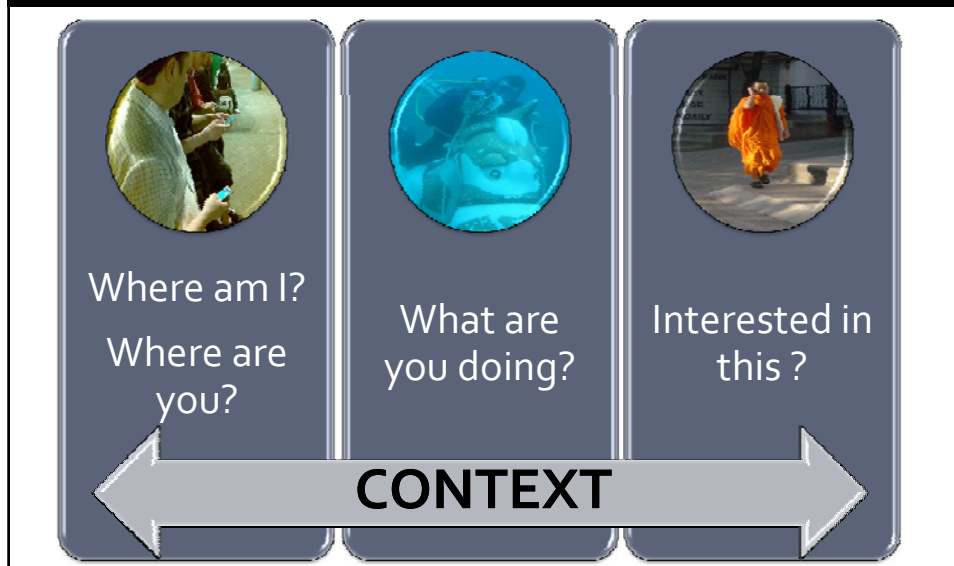 Where am I?
Where are
you?
What are
you doing?
Interested in
this ?
CONTEXT